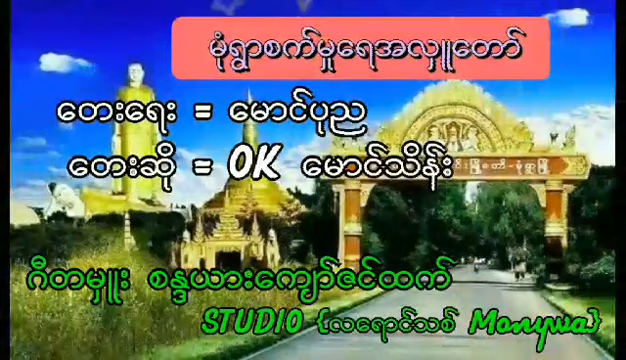 မုံရွာစက်မှုရေအလှူတော်
တေးရေး = မောင်ပုည
တေးဆို = OK မောင်သိန်း
ဂီတမှူး စန္ဒယားကျော်ဇင်ထက်
STUDIO {လရောင်သစ် Monywa}